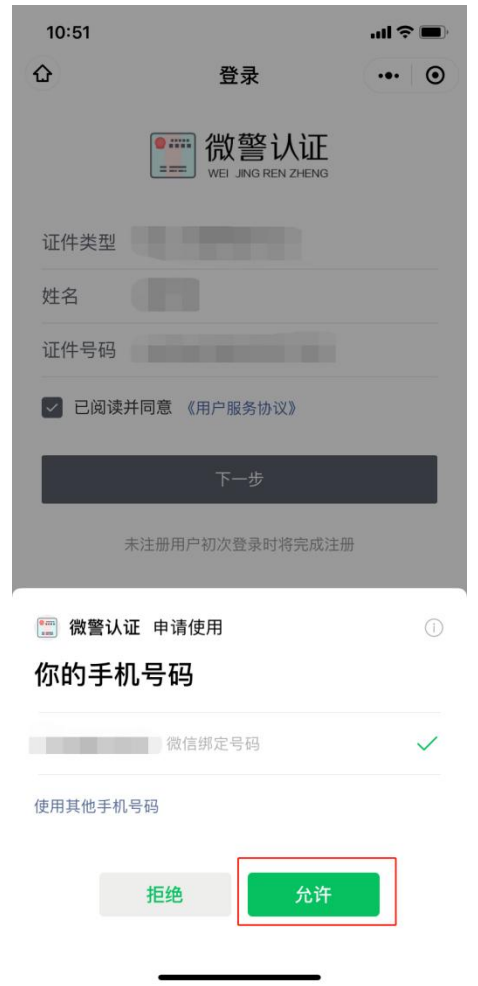 10:51
登录
微警认证
WEI JING REN ZHENG
证件类型
姓名
证件号码
已阅读并同意 《用户服务协议》
下一步
未注册用户初次登录时将完成注册
微警认证 申请使用
你的手机号码
微信绑定号码
使用其他手机号码
拒绝 允许